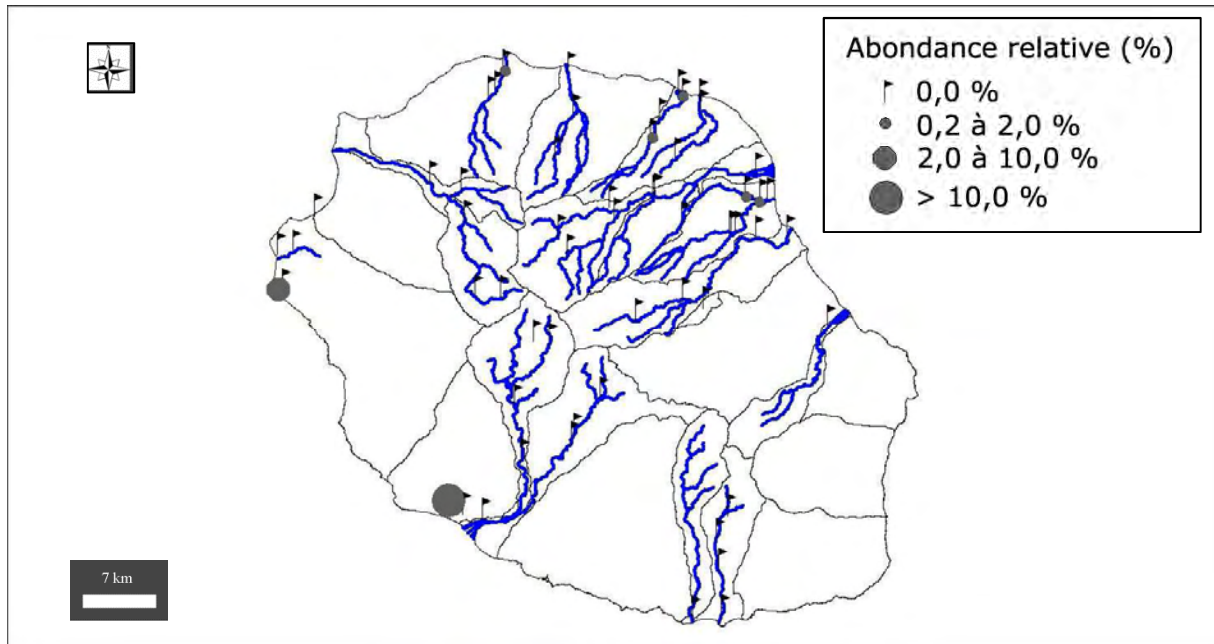 Abondance relative (%)
0,0 %
0,2 à 2,0 %
2,0 à 10,0 %
> 10,0 %
7 km